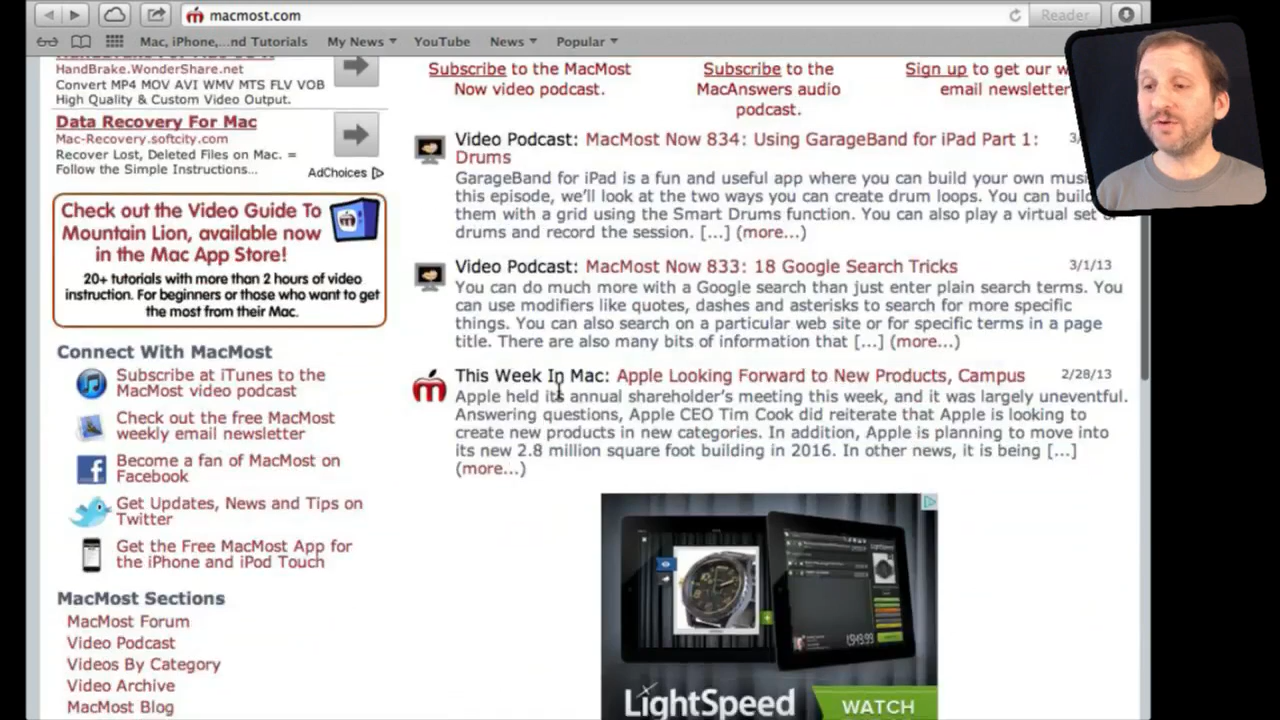 macmost.com
Reader
Mac, iPhone,...nd Tutorials
My News
YouTube
News
Popular
HandBrake.WonderShare.net
Convert MP4 MOV AVI WMV MTS FLV VOB
High Quality & Custom Video Output.
Data Recovery For Mac
Mac-Recovery.softcity.com
Recover Lost, Deleted Files on Mac. =
Follow the Simple Instructions...
AdChoices
Check out the Video Guide To
Mountain Lion, available now
in the Mac App Store!
20+ tutorials with more than 2 hours of video
instruction. For beginners or those who want to get
the most from their Mac.
Connect With MacMost
Subscribe at iTunes to the
MacMost video podcast
Check out the free MacMost
weekly email newsletter
Become a fan of MacMost on
Facebook
Get Updates, News and Tips on
Twitter
Get the Free MacMost App for
the iPhone and iPod Touch
MacMost Sections
MacMost Forum
Video Podcast
Videos By Category
Video Archive
MacMost Blog
Subscribe to the MacMost
Now video podcast.
Subscribe to the
MacAnswers audio
podcast.
Sign up to get our w
email newsletter
Video Podcast: MacMost Now 834: Using GarageBand for iPad Part 1:
Drums
GarageBand for iPad is a fun and useful app where you can build your own musi
this episode, we'll look at the two ways you can create drum loops. You can build
them with a grid using the Smart Drums function. You can also play a virtual set
drums and record the session. [...] (more...)
Video Podcast: MacMost Now 833: 18 Google Search Tricks
3/1/13
You can do much more with a Google search than just enter plain search terms. You
can use modifiers like quotes, dashes and asterisks to search for more specific
things. You can also search on a particular web site or for specific terms in a page
title. There are also many bits of information that [...] (more...)
This Week In Mac: Apple Looking Forward to New Products, Campus
2/28/13
Apple held its annual shareholder's meeting this week, and it was largely uneventful.
Answering questions, Apple CEO Tim Cook did reiterate that Apple is looking to
create new products in new categories. In addition, Apple is planning to move into
its new 2.8 million square foot building in 2016. In other news, it is being [...]
(more...)
LightSpeed
WATCH